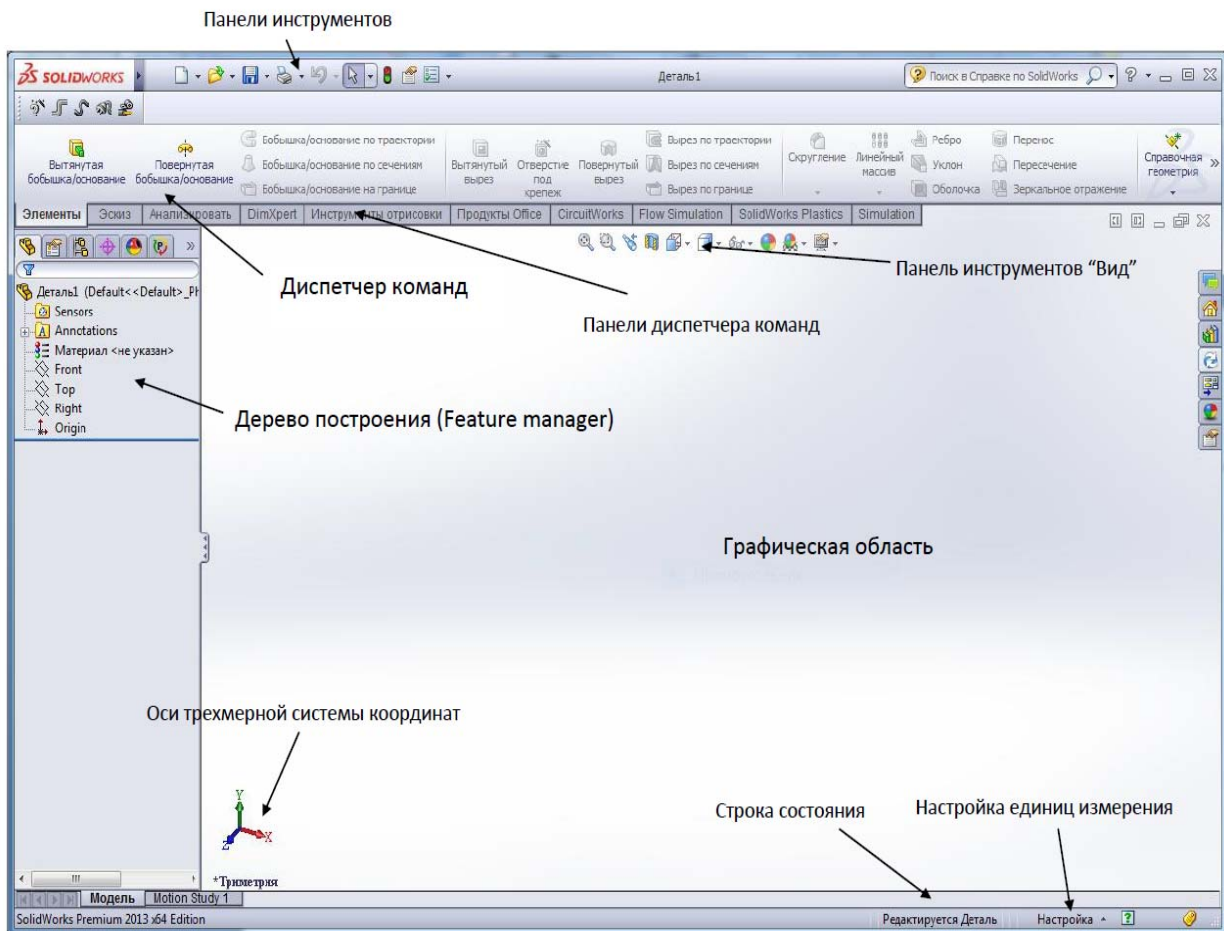 Панели инструментов
SOLIDWORKS
Деталь1
Поиск в Справке по SolidWorks
Вытянутая бобышка/основание
Повернутая бобышка/основание
Бобышка/основание по траектории
Бобышка/основание по сечениям
Бобышка/основание на границе
Вытянутый вырез
Отверстие под крепеж
Повернутый вырез
Вырез по траектории
Вырез по сечениям
Вырез по границе
Скругление
Линейный массив
Ребро
Уклон
Оболочка
Перенос
Пересечение
Зеркальное отражение
Справочная геометрия
Элементы Эскиз Анализировать DimXpert Инструменты отрисовки Продукты Office CircuitWorks Flow Simulation SolidWorks Plastics Simulation
Панель инструментов “Вид”
Диспетчер команд
Панели диспетчера команд
Деталь1 (Default<<Default>_Ph
Sensors
Annotations
Материал <не указан>
Front
Top
Right
Origin
Дерево построения (Feature manager)
Графическая область
Оси трехмерной системы координат
Y
X
Z
*Триметрия
Строка состояния
Настройка единиц измерения
Модель Motion Study 1
SolidWorks Premium 2013 x64 Edition
Редактируется Деталь
Настройка